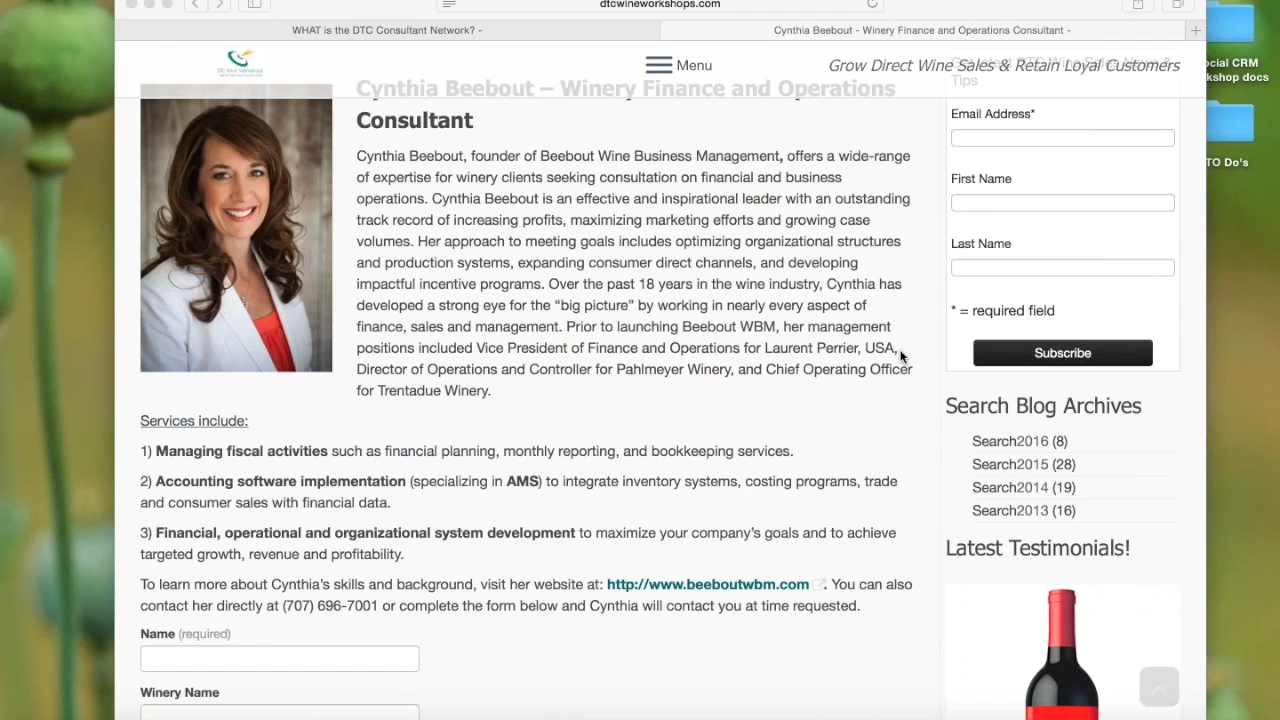 dtcwineworkshops.com
WHAT is the DTC Consultant Network? -
Cynthia Beebout - Winery Finance and Operations Consultant -
Menu
Grow Direct Wine Sales & Retain Loyal Customers
Cynthia Beebout – Winery Finance and Operations
Consultant
Cynthia Beebout, founder of Beebout Wine Business Management, offers a wide-range
of expertise for winery clients seeking consultation on financial and business
operations. Cynthia Beebout is an effective and inspirational leader with an outstanding
track record of increasing profits, maximizing marketing efforts and growing case
volumes. Her approach to meeting goals includes optimizing organizational structures
and production systems, expanding consumer direct channels, and developing
impactful incentive programs. Over the past 18 years in the wine industry, Cynthia has
developed a strong eye for the “big picture” by working in nearly every aspect of
finance, sales and management. Prior to launching Beebout WBM, her management
positions included Vice President of Finance and Operations for Laurent Perrier, USA,
Director of Operations and Controller for Pahlmeyer Winery, and Chief Operating Officer
for Trentadue Winery.
Services include:
1) Managing fiscal activities such as financial planning, monthly reporting, and bookkeeping services.
2) Accounting software implementation (specializing in AMS) to integrate inventory systems, costing programs, trade
and consumer sales with financial data.
3) Financial, operational and organizational system development to maximize your company’s goals and to achieve
targeted growth, revenue and profitability.
To learn more about Cynthia’s skills and background, visit her website at: http://www.beeboutwbm.com . You can also
contact her directly at (707) 696-7001 or complete the form below and Cynthia will contact you at time requested.
Name (required)
Winery Name
Tips
Email Address*
First Name
Last Name
* = required field
Subscribe
Search Blog Archives
Search2016 (8)
Search2015 (28)
Search2014 (19)
Search2013 (16)
Latest Testimonials!
ocial CRM
kshop docs
TO Do's